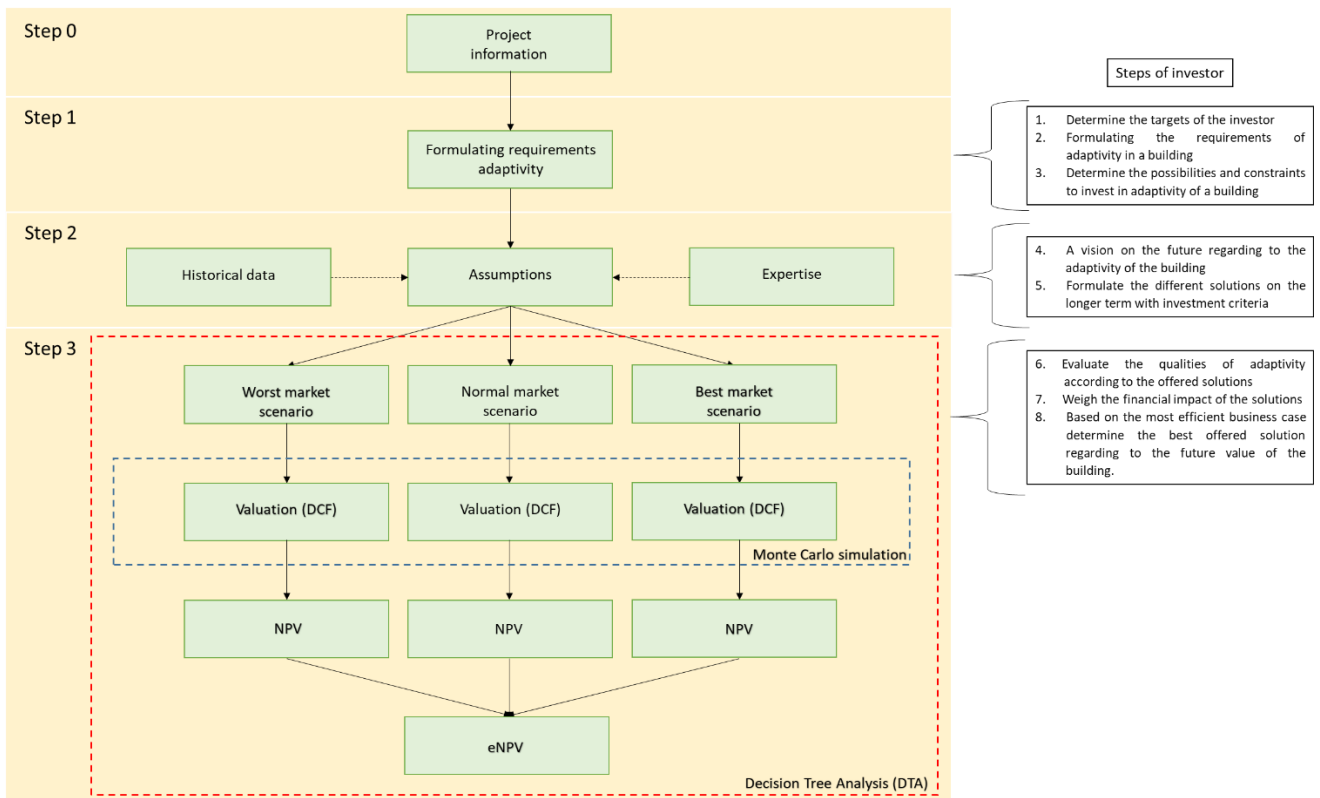 Step 0
Project
information
Steps of investor
Step 1
Formulating requirements
adaptivity
1. Determine the targets of the investor
2. Formulating the requirements of
adaptivity in a building
3. Determine the possibilities and constraints
to invest in adaptivity of a building
Step 2
Historical data
Assumptions
Expertise
4. A vision on the future regarding to the
adaptivity of the building
5. Formulate the different solutions on the
longer term with investment criteria
Step 3
Worst market
scenario
Normal market
scenario
Best market
scenario
6. Evaluate the qualities of adaptivity
according to the offered solutions
7. Weigh the financial impact of the solutions
8. Based on the most efficient business case
determine the best offered solution
regarding to the future value of the
building.
Valuation (DCF)
Valuation (DCF)
Valuation (DCF)
Monte Carlo simulation
NPV
NPV
NPV
eNPV
Decision Tree Analysis (DTA)